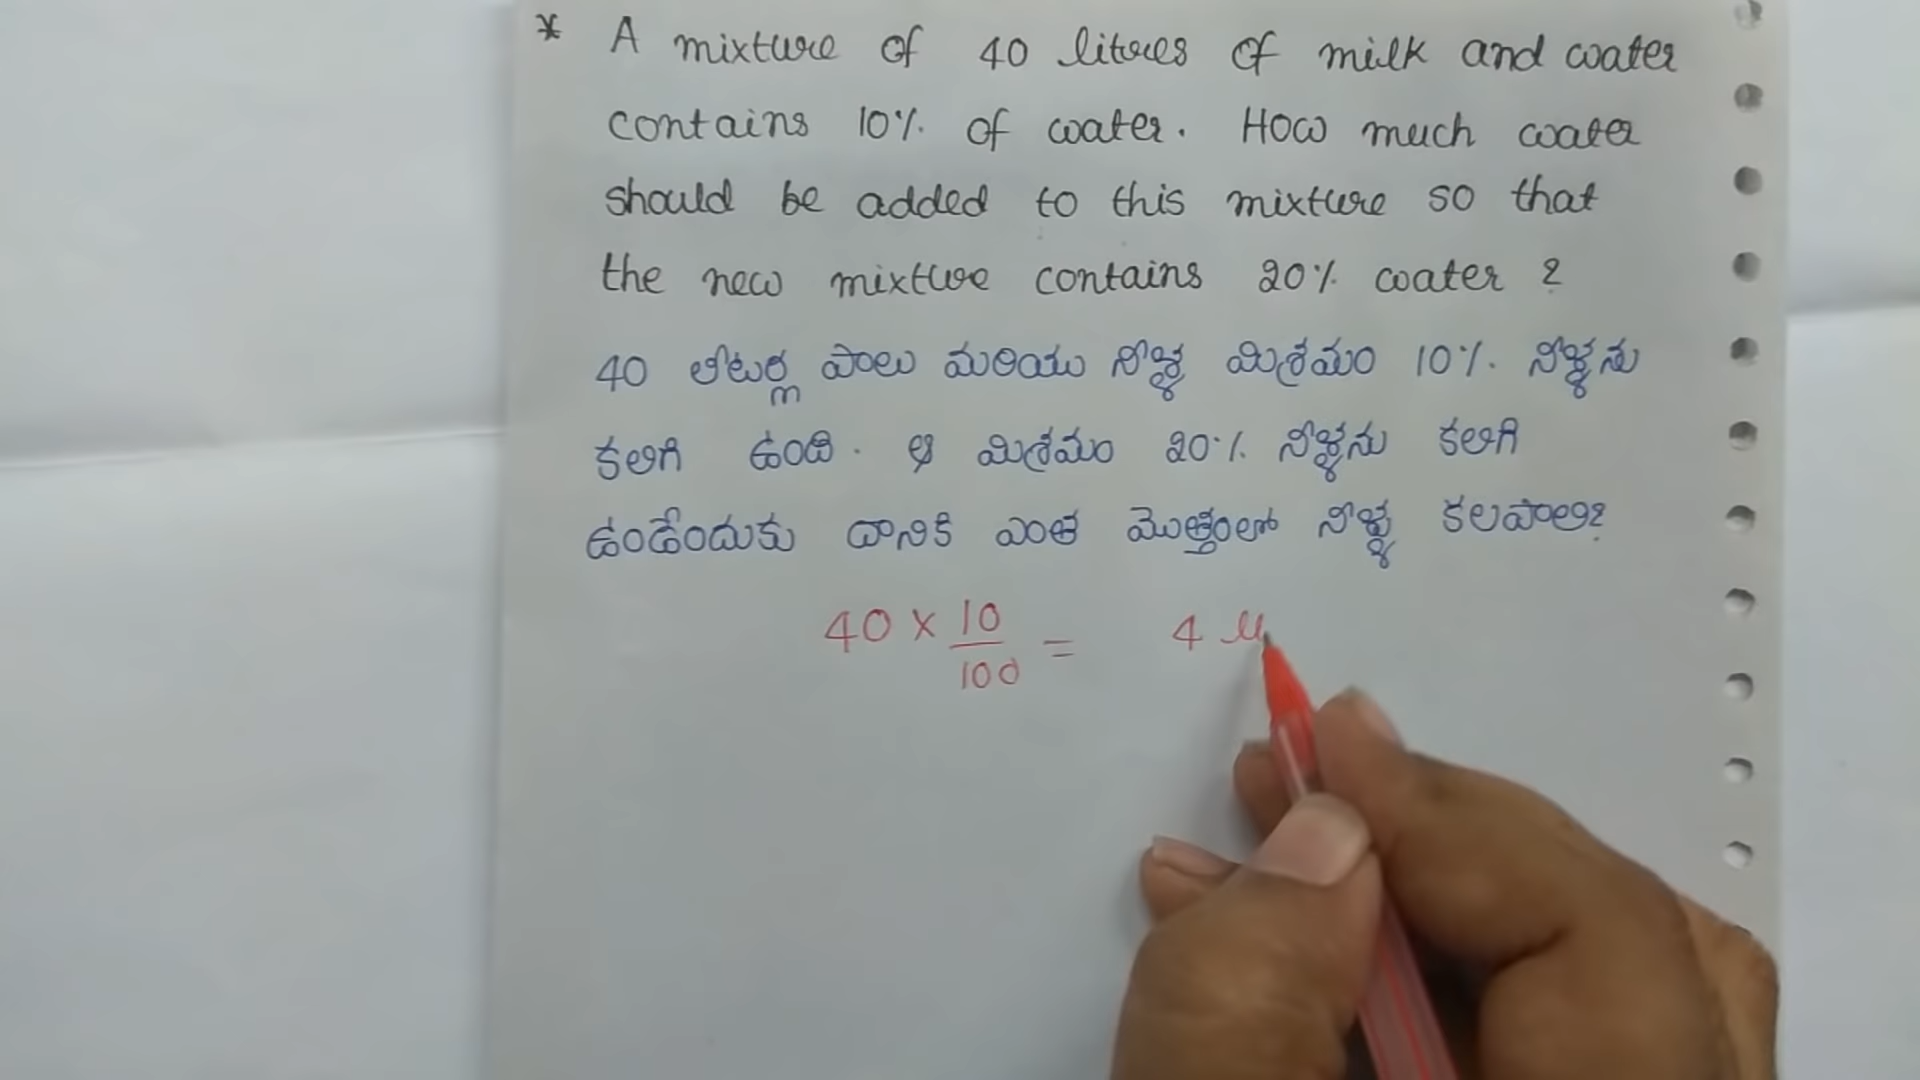 * A mixture of 40 litres of milk and water
contains 10% of water. How much water
should be added to this mixture so that
the new mixture contains 20% water ?
40 లీటర్ల పాలు మరియు నీళ్ళ మిశ్రమం 10% నీళ్ళను
కలిగి ఉంది. ఆ మిశ్రమం 20% నీళ్ళను కలిగి
ఉండేందుకు దానికి ఎంత మొత్తంలో నీళ్ళు కలపాలి?
40 × 10/100 = 4